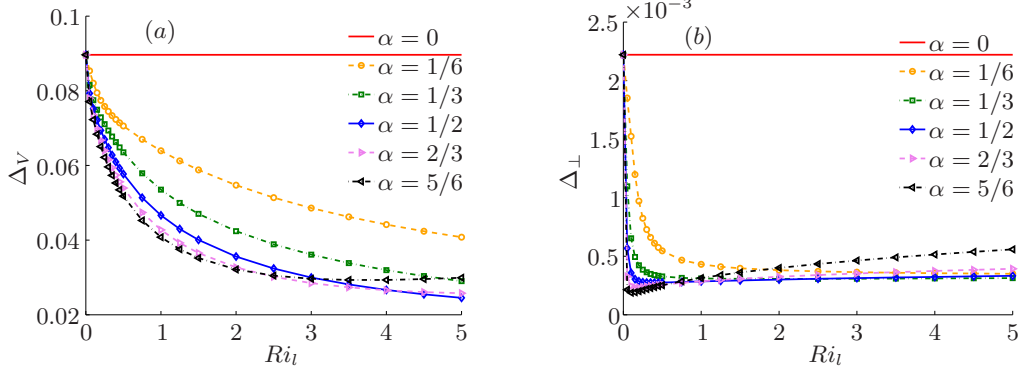 (a)
0.1
0.08
0.06
0.04
0.02
0
1
2
3
4
5
Δ_V
Ri_l
α = 0
α = 1/6
α = 1/3
α = 1/2
α = 2/3
α = 5/6
(b)
×10⁻³
2.5
2
1.5
1
0.5
0
0
1
2
3
4
5
Δ_⊥
Ri_l
α = 0
α = 1/6
α = 1/3
α = 1/2
α = 2/3
α = 5/6